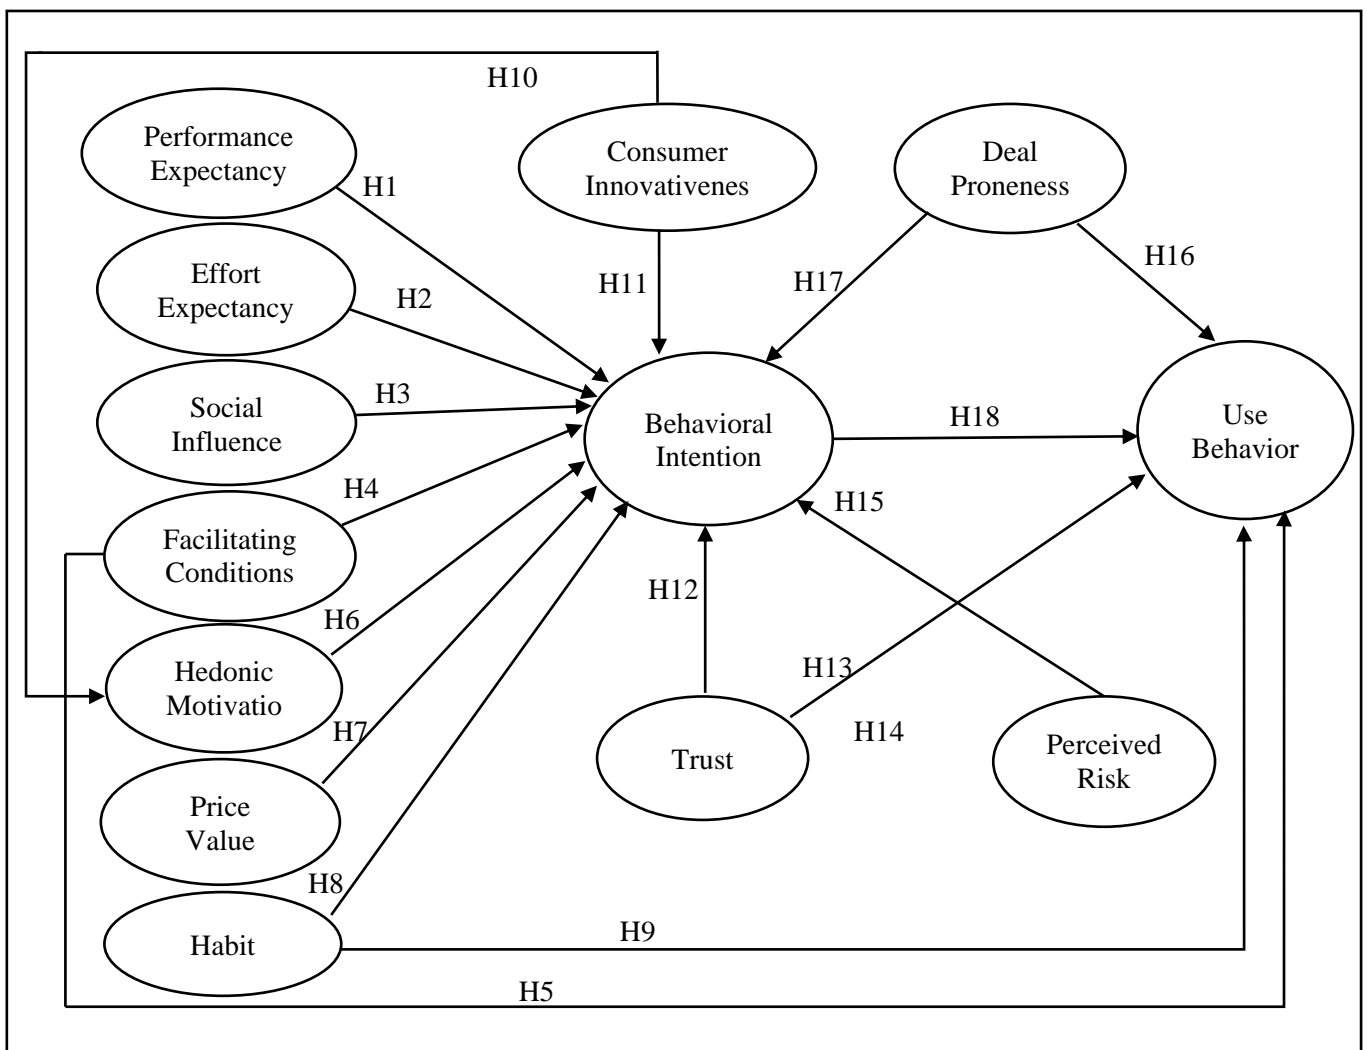 H10
Performance
Expectancy
Consumer
Innovativenes
Deal
Proneness
H1
Effort
Expectancy
H2
H11
H17
H16
Social
Influence
H3
Behavioral
Intention
H18
Use
Behavior
H4
H15
Facilitating
Conditions
H12
H6
Hedonic
Motivatio
H13
H7
H14
Trust
Perceived
Risk
Price
Value
H8
Habit
H9
H5